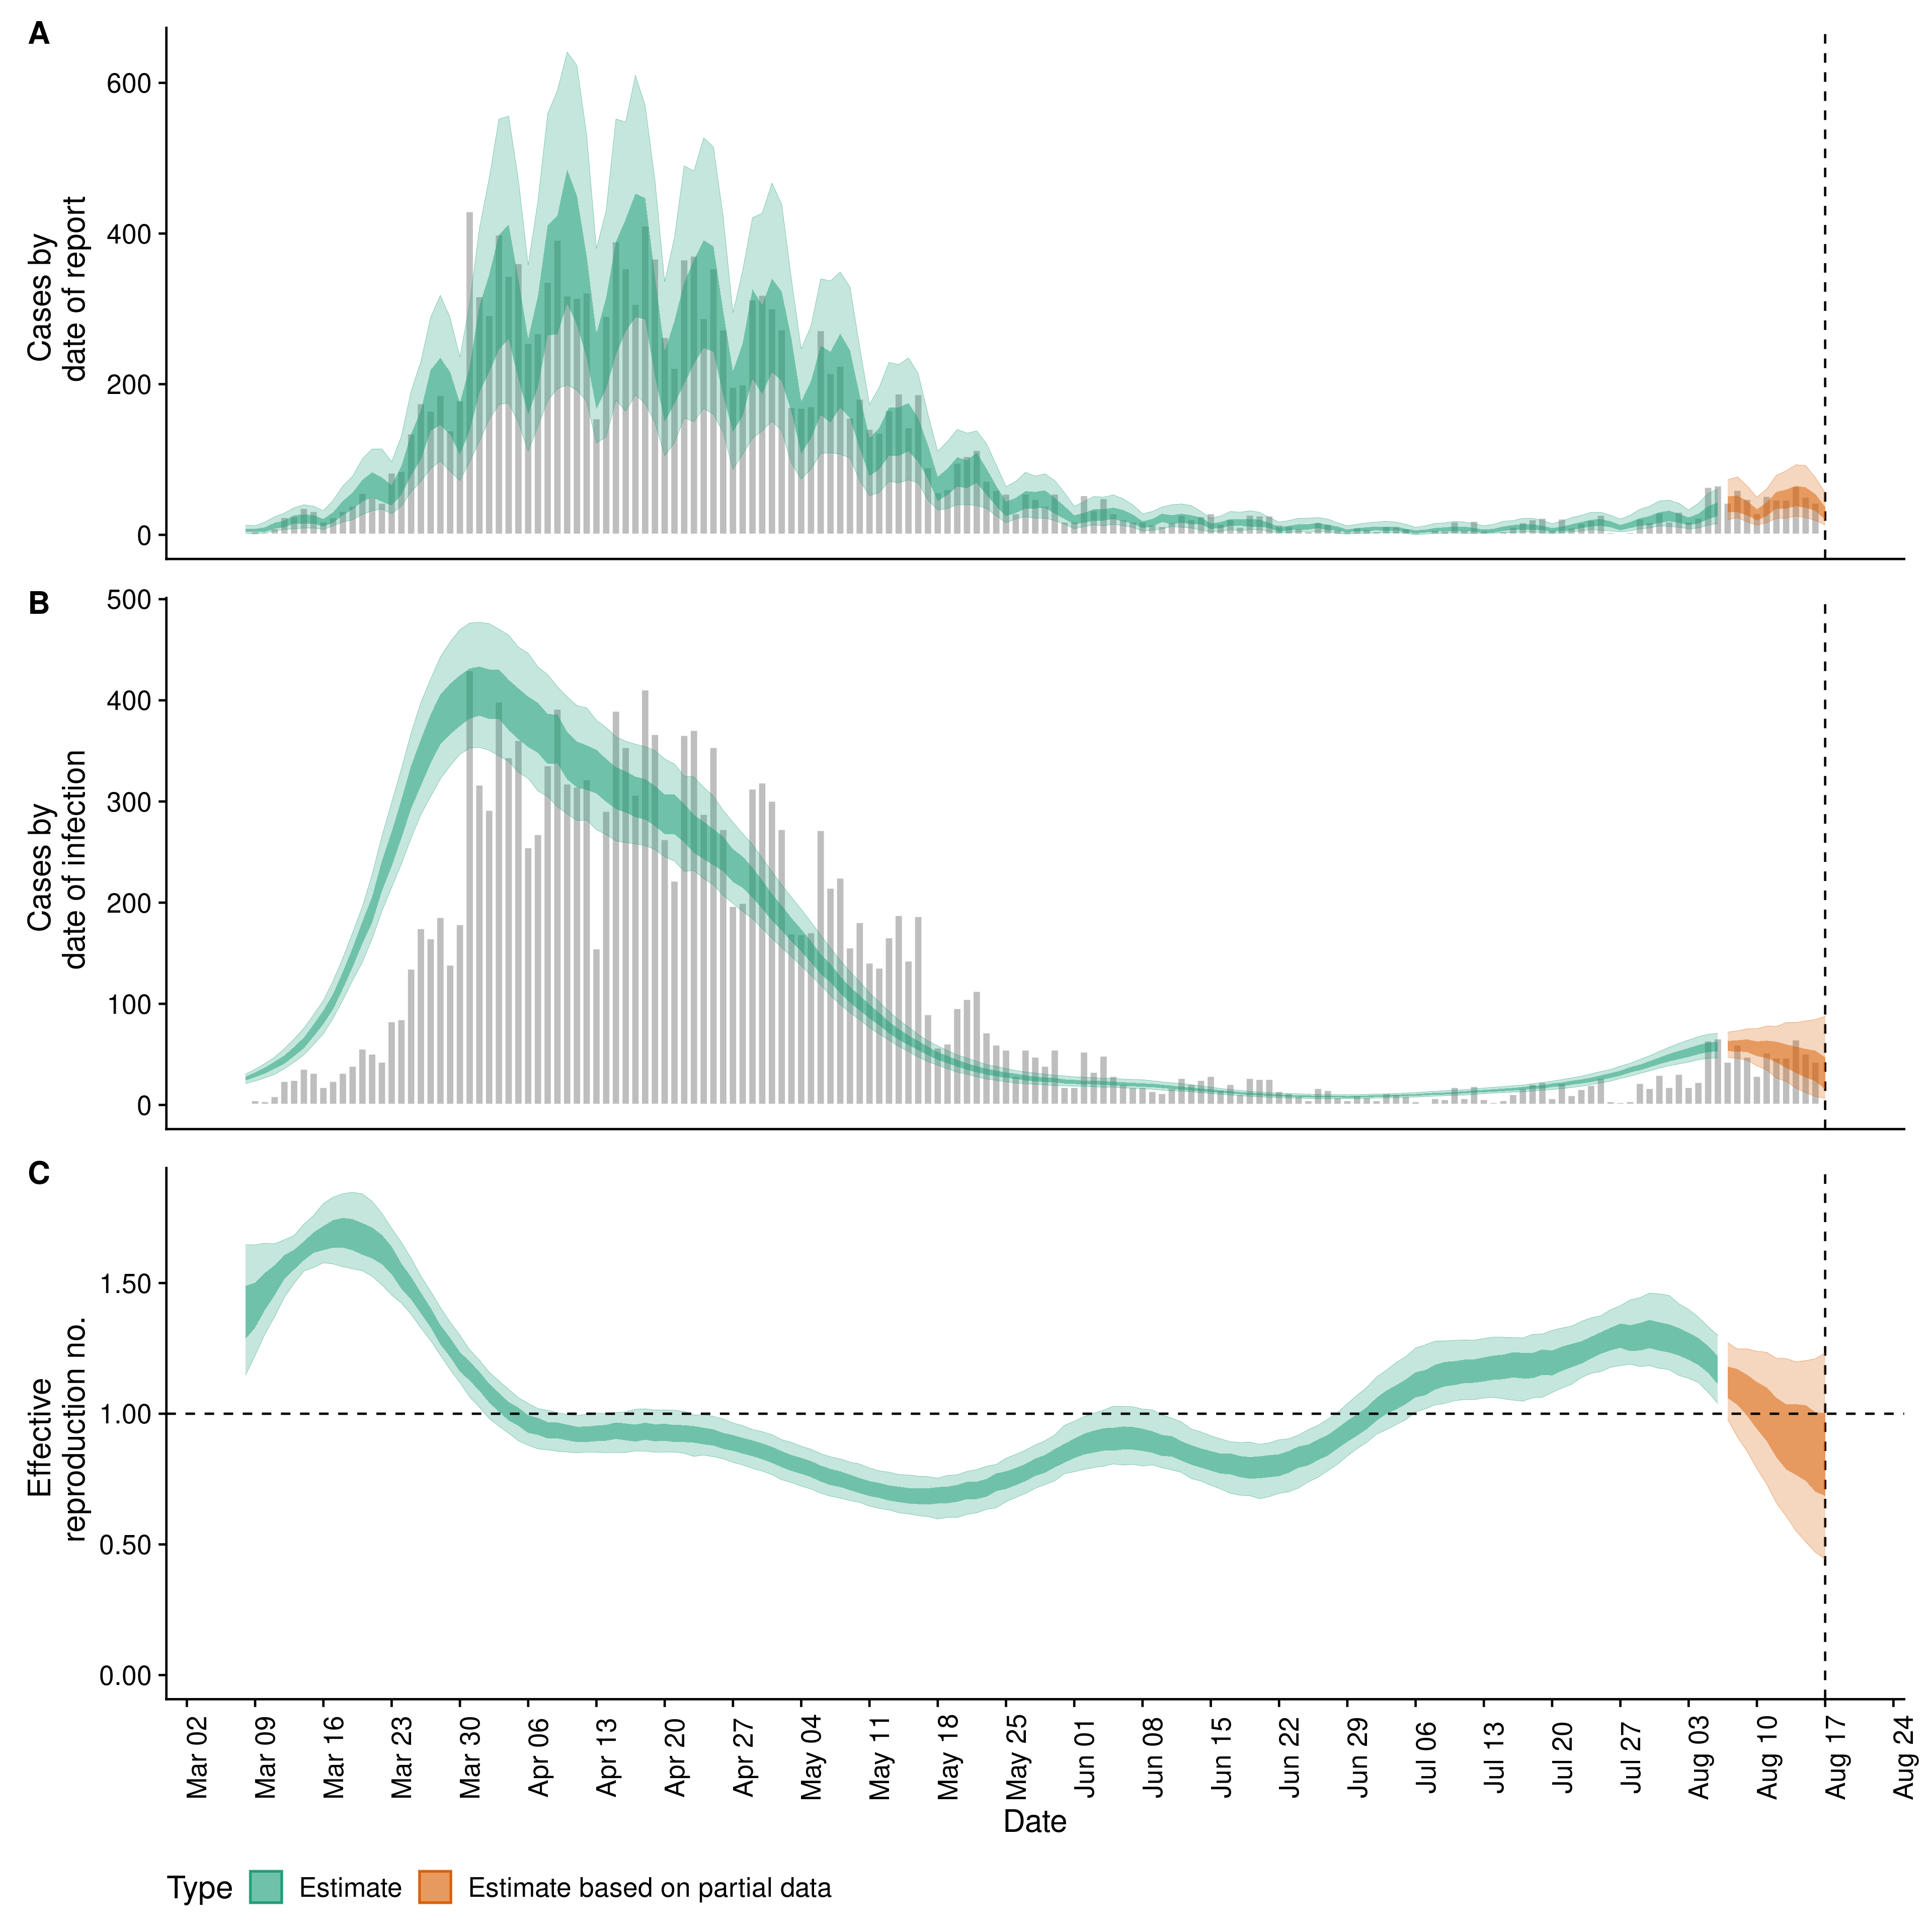 A
600
400
200
0
Cases by
date of report
B
500
400
300
200
100
0
Cases by
date of infection
C
1.50
1.00
0.50
0.00
Effective
reproduction no.
Mar 02
Mar 09
Mar 16
Mar 23
Mar 30
Apr 06
Apr 13
Apr 20
Apr 27
May 04
May 11
May 18
May 25
Jun 01
Jun 08
Jun 15
Jun 22
Jun 29
Jul 06
Jul 13
Jul 20
Jul 27
Aug 03
Aug 10
Aug 17
Aug 24
Date
Type Estimate Estimate based on partial data